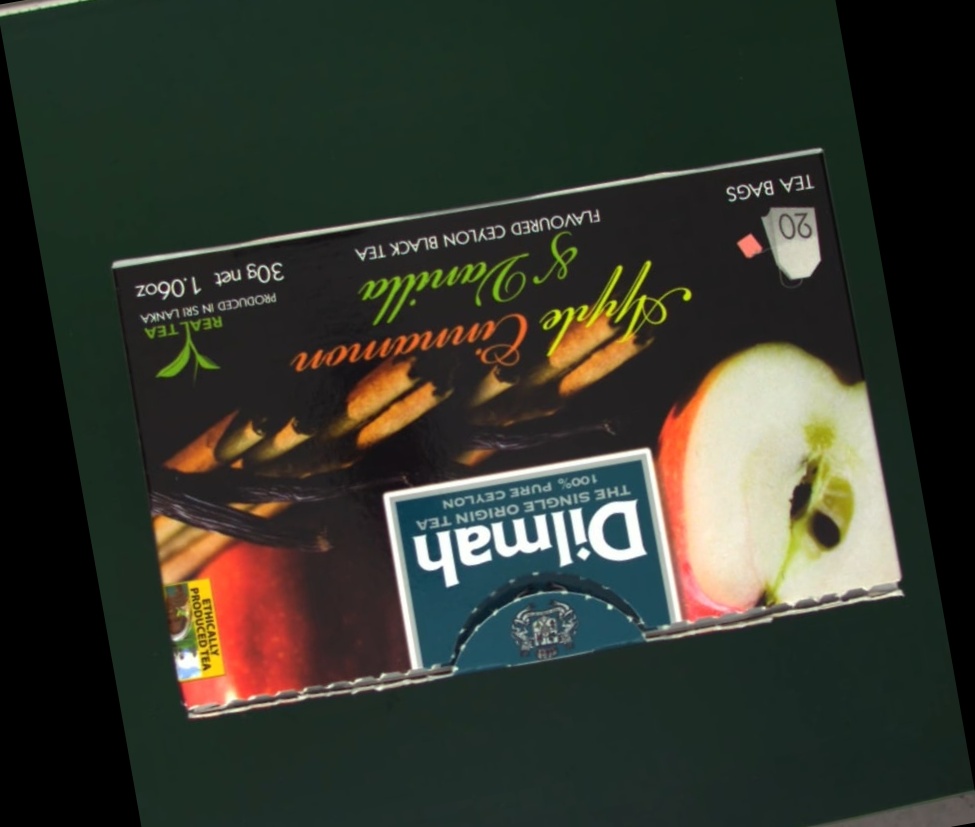 Dilmah
THE SINGLE ORIGIN TEA
100% PURE CEYLON
ETHICALLY
PRODUCED TEA
Apple Cinnamon
& Vanilla
FLAVOURED CEYLON BLACK TEA
20
TEA BAGS
REAL TEA
PRODUCED IN SRI LANKA
30g net 1.06oz